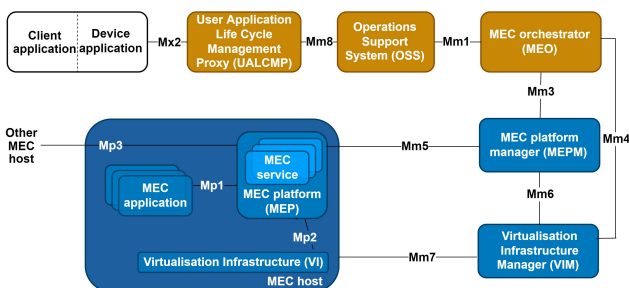 Client
application
Device
application
Mx2
User Application
Life Cycle
Management
Proxy (UALCMP)
Mm8
Operations
Support
System (OSS)
Mm1
MEC orchestrator
(MEO)
Mm3
Mm4
Other
MEC
host
Mp3
MEC
service
MEC platform
(MEP)
Mp1
MEC
application
Mm5
MEC platform
manager (MEPM)
Mm6
Mp2
Virtualisation Infrastructure (VI)
MEC host
Mm7
Virtualisation
Infrastructure
Manager (VIM)